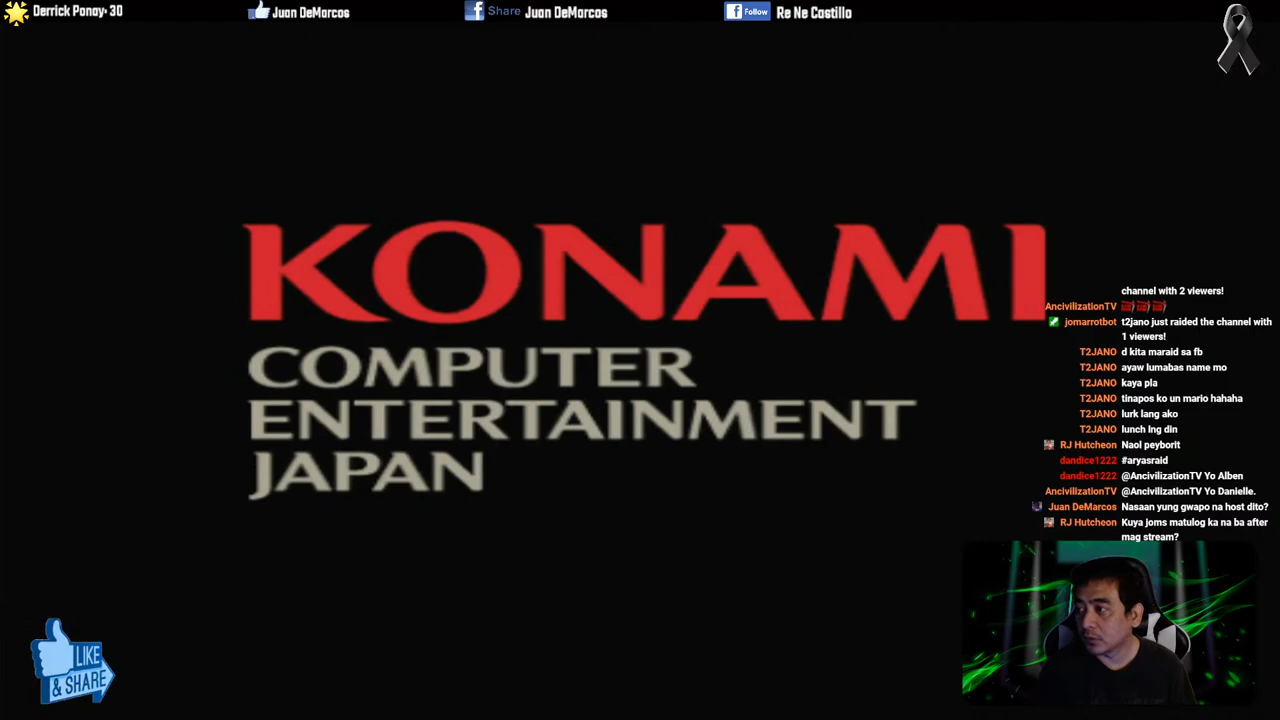 Derrick Ponay: 30
Juan DeMarcos
Share Juan DeMarcos
Follow Re Ne Castillo
KONAMI
COMPUTER
ENTERTAINMENT
JAPAN
channel with 2 viewers!
AncivilizationTV
jomarrotbot t2jano just raided the channel with
1 viewers!
T2JANO d kita maraid sa fb
T2JANO ayaw lumabas name mo
T2JANO kaya pla
T2JANO tinapos ko un mario hahaha
T2JANO lurk lang ako
T2JANO lunch lng din
RJ Hutcheon Naol peyborit
dandice1222 #aryasraid
dandice1222 @AncivilizationTV Yo Alben
AncivilizationTV @AncivilizationTV Yo Danielle.
Juan DeMarcos Nasaan yung gwapo na host dito?
RJ Hutcheon Kuya joms matulog ka na ba after
mag stream?
LIKE
& SHARE